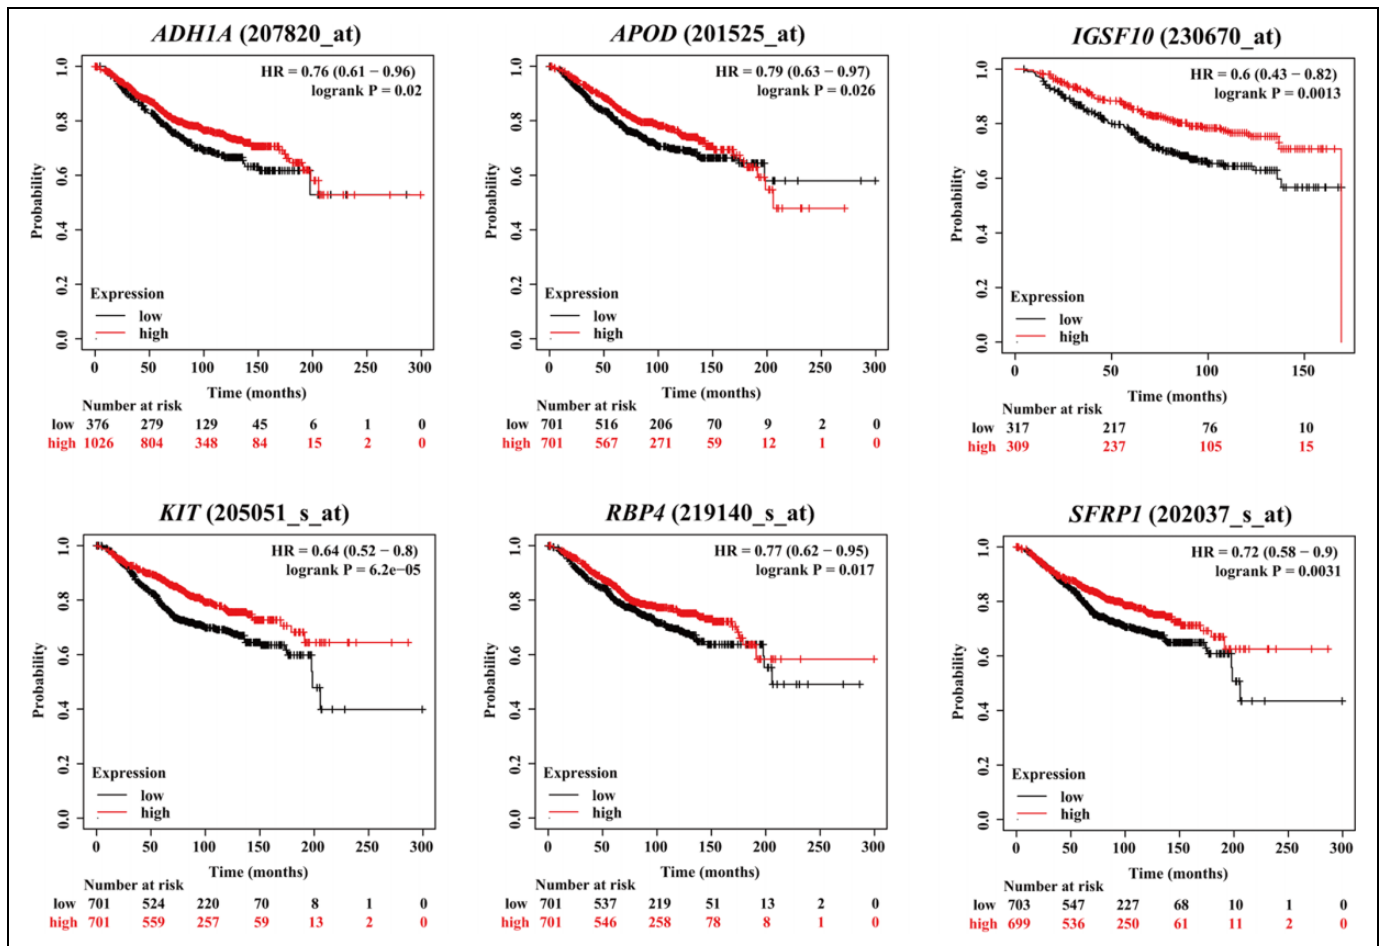 ADH1A (207820_at)
HR = 0.76 (0.61 − 0.96)
logrank P = 0.02
Probability
1.0
0.8
0.6
0.4
0.2
0.0
Expression
low
high
0 50 100 150 200 250 300
Time (months)
Number at risk
low 376 279 129 45 6 1 0
high 1026 804 348 84 15 2 0
APOD (201525_at)
HR = 0.79 (0.63 − 0.97)
logrank P = 0.026
Probability
1.0
0.8
0.6
0.4
0.2
0.0
Expression
low
high
0 50 100 150 200 250 300
Time (months)
Number at risk
low 701 516 206 70 9 2 0
high 701 567 271 59 12 1 0
IGSF10 (230670_at)
HR = 0.6 (0.43 − 0.82)
logrank P = 0.0013
Probability
1.0
0.8
0.6
0.4
0.2
0.0
Expression
low
high
0 50 100 150
Time (months)
Number at risk
low 317 217 76 10
high 309 237 105 15
KIT (205051_s_at)
HR = 0.64 (0.52 − 0.8)
logrank P = 6.2e−05
Probability
1.0
0.8
0.6
0.4
0.2
0.0
Expression
low
high
0 50 100 150 200 250 300
Time (months)
Number at risk
low 701 524 220 70 8 1 0
high 701 559 257 59 13 2 0
RBP4 (219140_s_at)
HR = 0.77 (0.62 − 0.95)
logrank P = 0.017
Probability
1.0
0.8
0.6
0.4
0.2
0.0
Expression
low
high
0 50 100 150 200 250 300
Time (months)
Number at risk
low 701 537 219 51 13 2 0
high 701 546 258 78 8 1 0
SFRP1 (202037_s_at)
HR = 0.72 (0.58 − 0.9)
logrank P = 0.0031
Probability
1.0
0.8
0.6
0.4
0.2
0.0
Expression
low
high
0 50 100 150 200 250 300
Time (months)
Number at risk
low 703 547 227 68 10 1 0
high 699 536 250 61 11 2 0